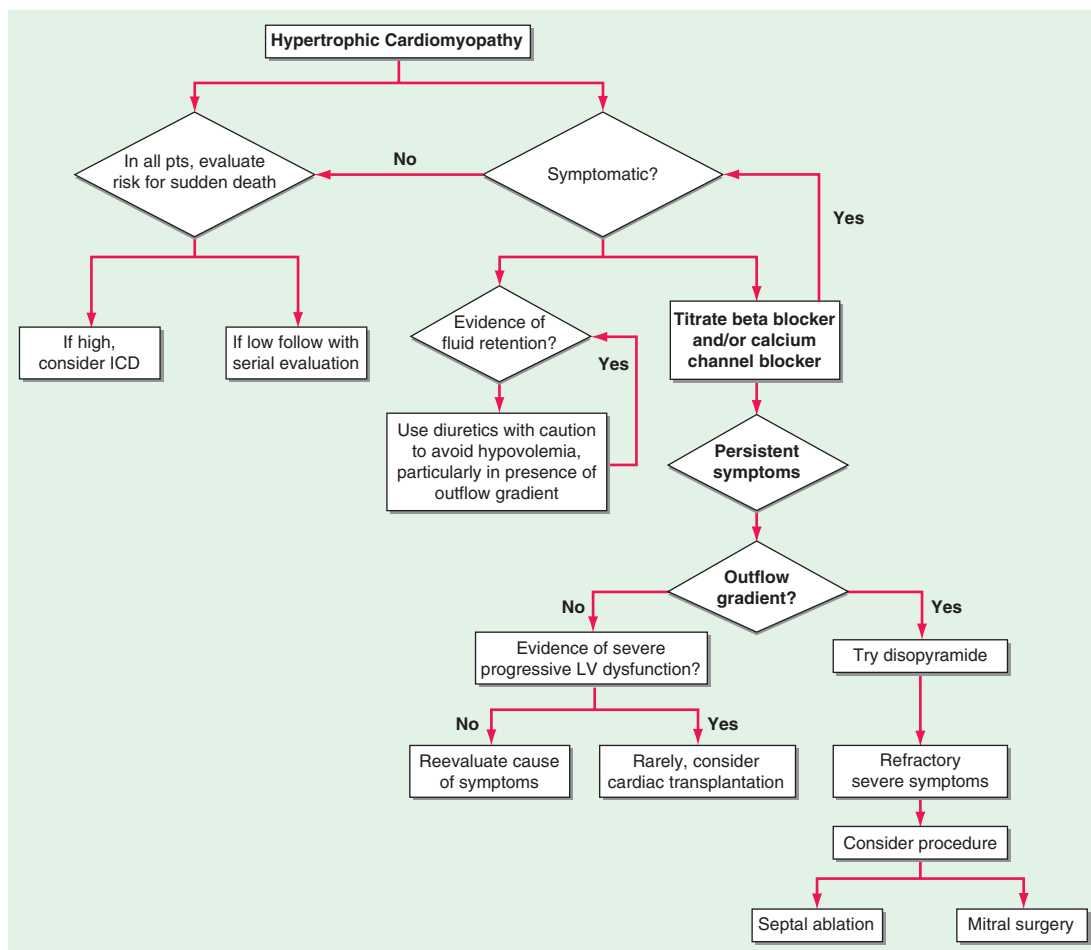 Hypertrophic Cardiomyopathy
In all pts, evaluate
risk for sudden death
No
Symptomatic?
Yes
If high,
consider ICD
If low follow with
serial evaluation
Evidence of
fluid retention?
Yes
Titrate beta blocker
and/or calcium
channel blocker
Use diuretics with caution
to avoid hypovolemia,
particularly in presence of
outflow gradient
Persistent
symptoms
Outflow
gradient?
No
Yes
Evidence of severe
progressive LV dysfunction?
Try disopyramide
No
Yes
Reevaluate cause
of symptoms
Rarely, consider
cardiac transplantation
Refractory
severe symptoms
Consider procedure
Septal ablation
Mitral surgery